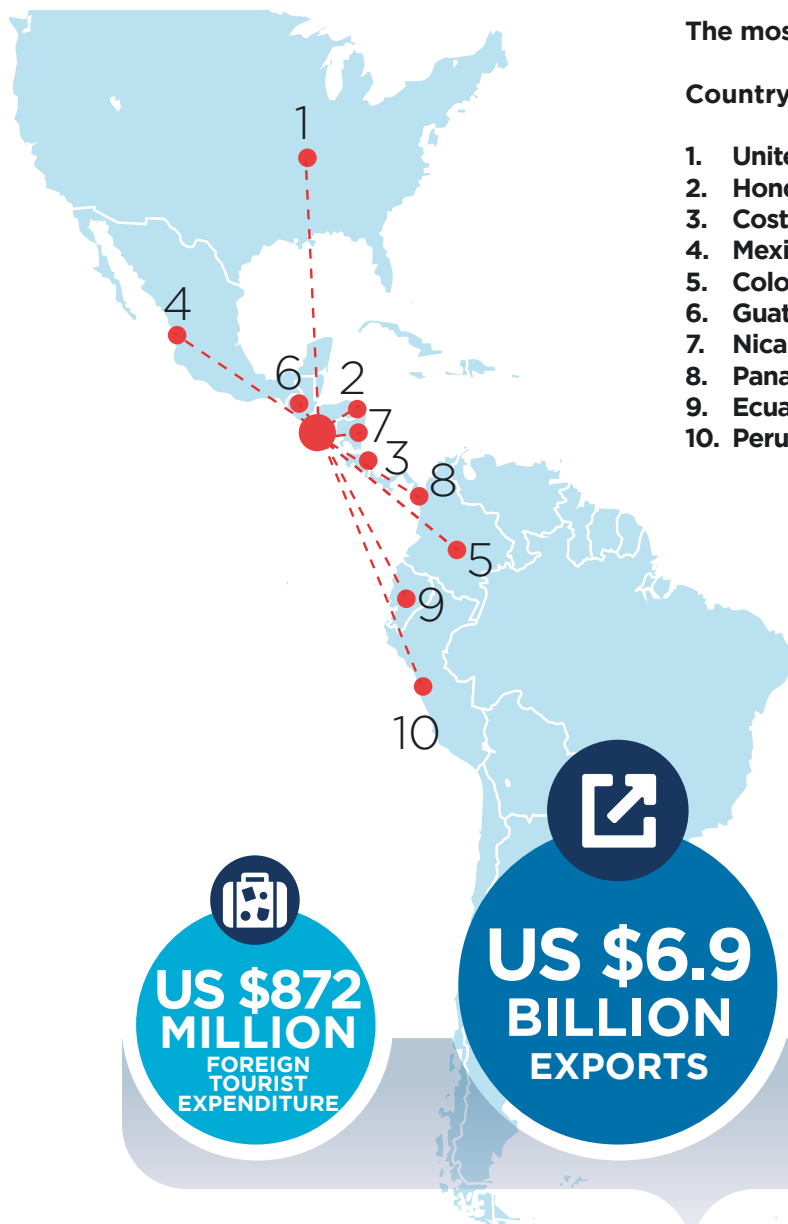 The mos
Country
1. Unite
2. Hond
3. Cost
4. Mexi
5. Colo
6. Guat
7. Nica
8. Pana
9. Ecua
10. Peru
1
4
6
2
7
3
8
5
9
10
US $872
MILLION
FOREIGN
TOURIST
EXPENDITURE
US $6.9
BILLION
EXPORTS